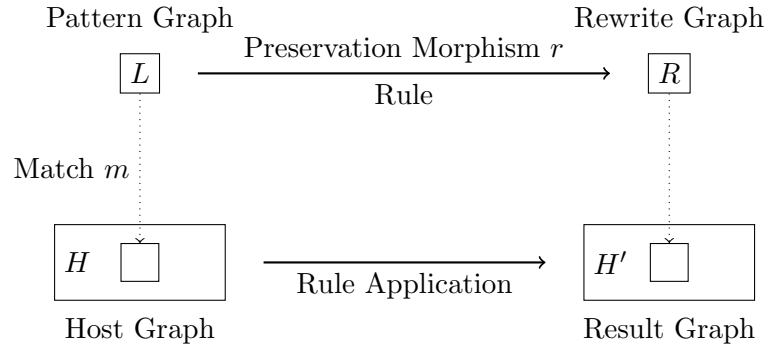 Pattern Graph
Rewrite Graph
L
Preservation Morphism r
R
Rule
Match m
H
H′
Rule Application
Host Graph
Result Graph